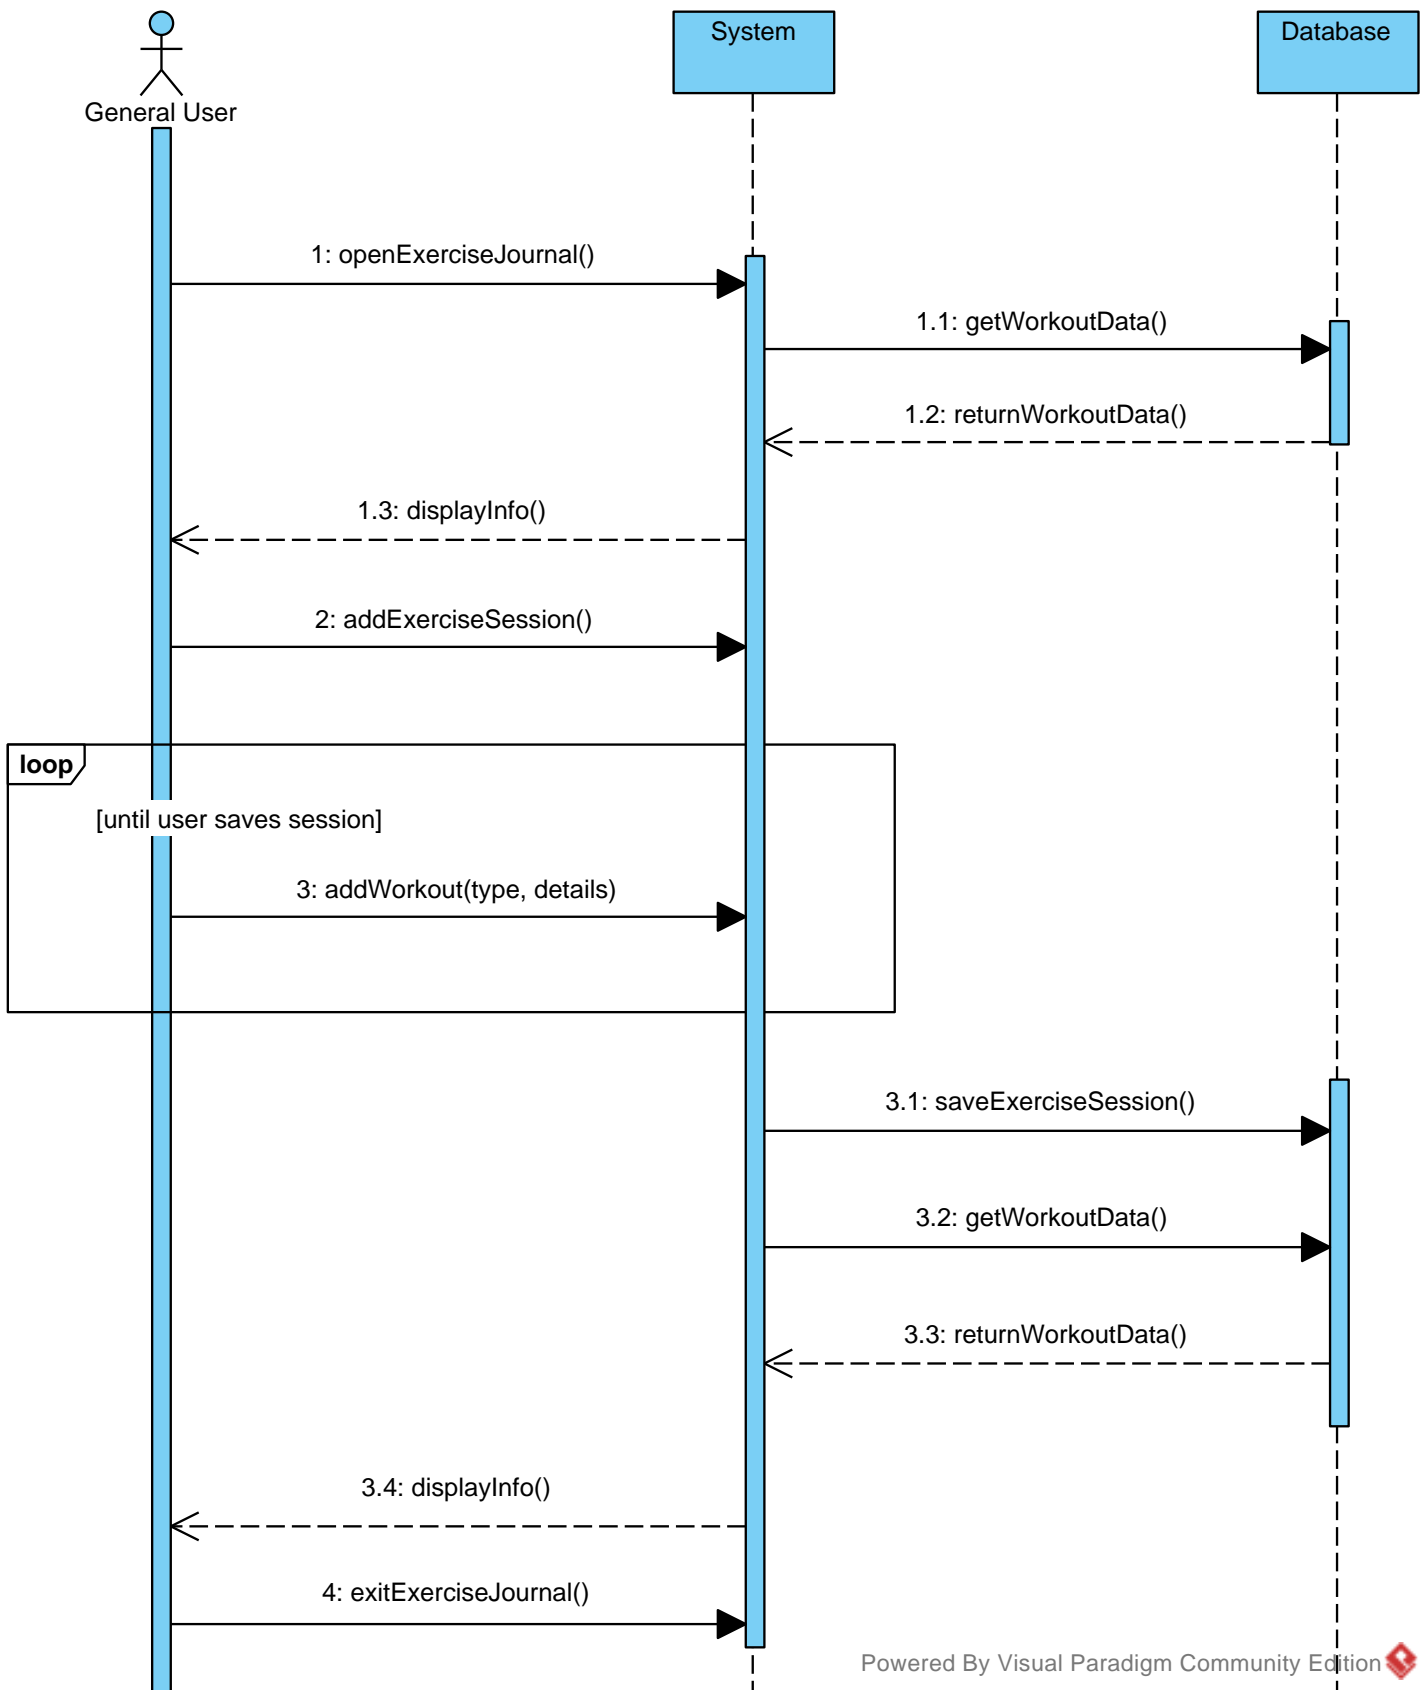 System
Database
General User
1: openExerciseJournal()
1.1: getWorkoutData()
1.2: returnWorkoutData()
1.3: displayInfo()
2: addExerciseSession()
loop
[until user saves session]
3: addWorkout(type, details)
3.1: saveExerciseSession()
3.2: getWorkoutData()
3.3: returnWorkoutData()
3.4: displayInfo()
4: exitExerciseJournal()
Powered By Visual Paradigm Community Edition